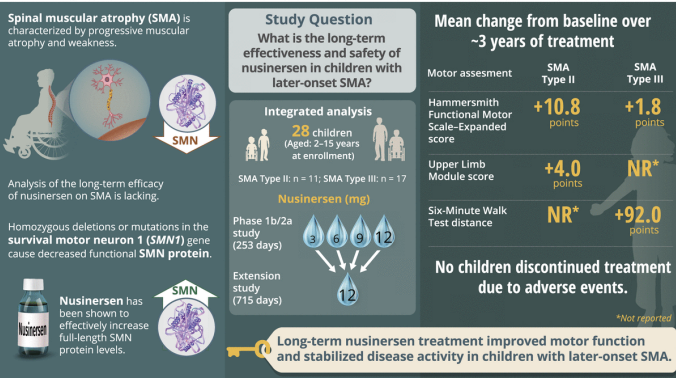 Spinal muscular atrophy (SMA) is
characterized by progressive muscular
atrophy and weakness.
SMN
Analysis of the long-term efficacy
of nusinersen on SMA is lacking.
Homozygous deletions or mutations in the
survival motor neuron 1 (SMN1) gene
cause decreased functional SMN protein.
Nusinersen
Nusinersen has
been shown to
effectively increase
full-length SMN
protein levels.
SMN
Study Question
What is the long-term
effectiveness and safety of
nusinersen in children with
later-onset SMA?
Integrated analysis
28 children
(Aged: 2–15 years
at enrollment)
SMA Type II: n = 11; SMA Type III: n = 17
Nusinersen (mg)
Phase 1b/2a
study
(253 days)
3 6 9 12
Extension
study
(715 days)
12
Mean change from baseline over
~3 years of treatment
Motor assesment
SMA
Type II
SMA
Type III
Hammersmith
Functional Motor
Scale–Expanded
score
+10.8
points
+1.8
points
Upper Limb
Module score
+4.0
points
NR*
Six-Minute Walk
Test distance
NR*
+92.0
points
No children discontinued treatment
due to adverse events.
*Not reported
Long-term nusinersen treatment improved motor function
and stabilized disease activity in children with later-onset SMA.